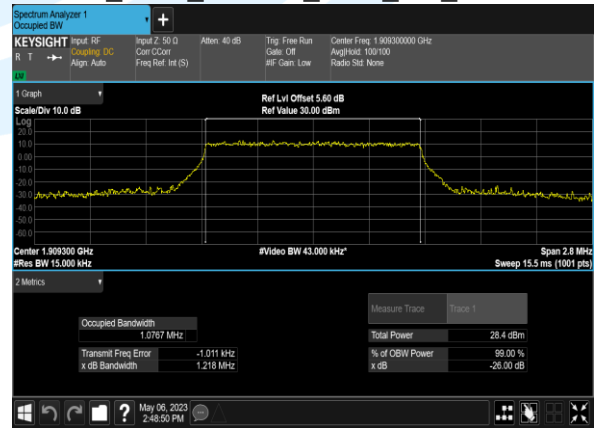 Spectrum Analyzer 1
Occupied BW
+
KEYSIGHT Input: RF Input Z: 50 Ω Atten: 40 dB Trig: Free Run Center Freq: 1.909300000 GHz
R T Coupling: DC Corr CCorr Gate: Off Avg|Hold: 100/100
Align: Auto Freq Ref: Int (S) #IF Gain: Low Radio Std: None
LV
1 Graph
Ref Lvl Offset 5.60 dB
Scale/Div 10.0 dB Ref Value 30.00 dBm
Log
20.0
10.0
0.00
-10.0
-20.0
-30.0
-40.0
-50.0
-60.0
Center 1.909300 GHz #Video BW 43.000 kHz* Span 2.8 MHz
#Res BW 15.000 kHz Sweep 15.5 ms (1001 pts)
2 Metrics
Measure Trace Trace 1
Occupied Bandwidth
1.0767 MHz Total Power 28.4 dBm
Transmit Freq Error -1.011 kHz % of OBW Power 99.00 %
x dB Bandwidth 1.218 MHz x dB -26.00 dB
? May 06, 2023
2:48:50 PM